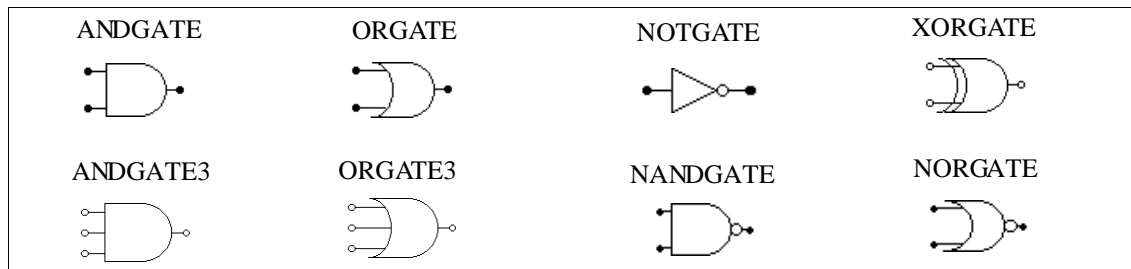 ANDGATE
ORGATE
NOTGATE
XORGATE
ANDGATE3
ORGATE3
NANDGATE
NORGATE